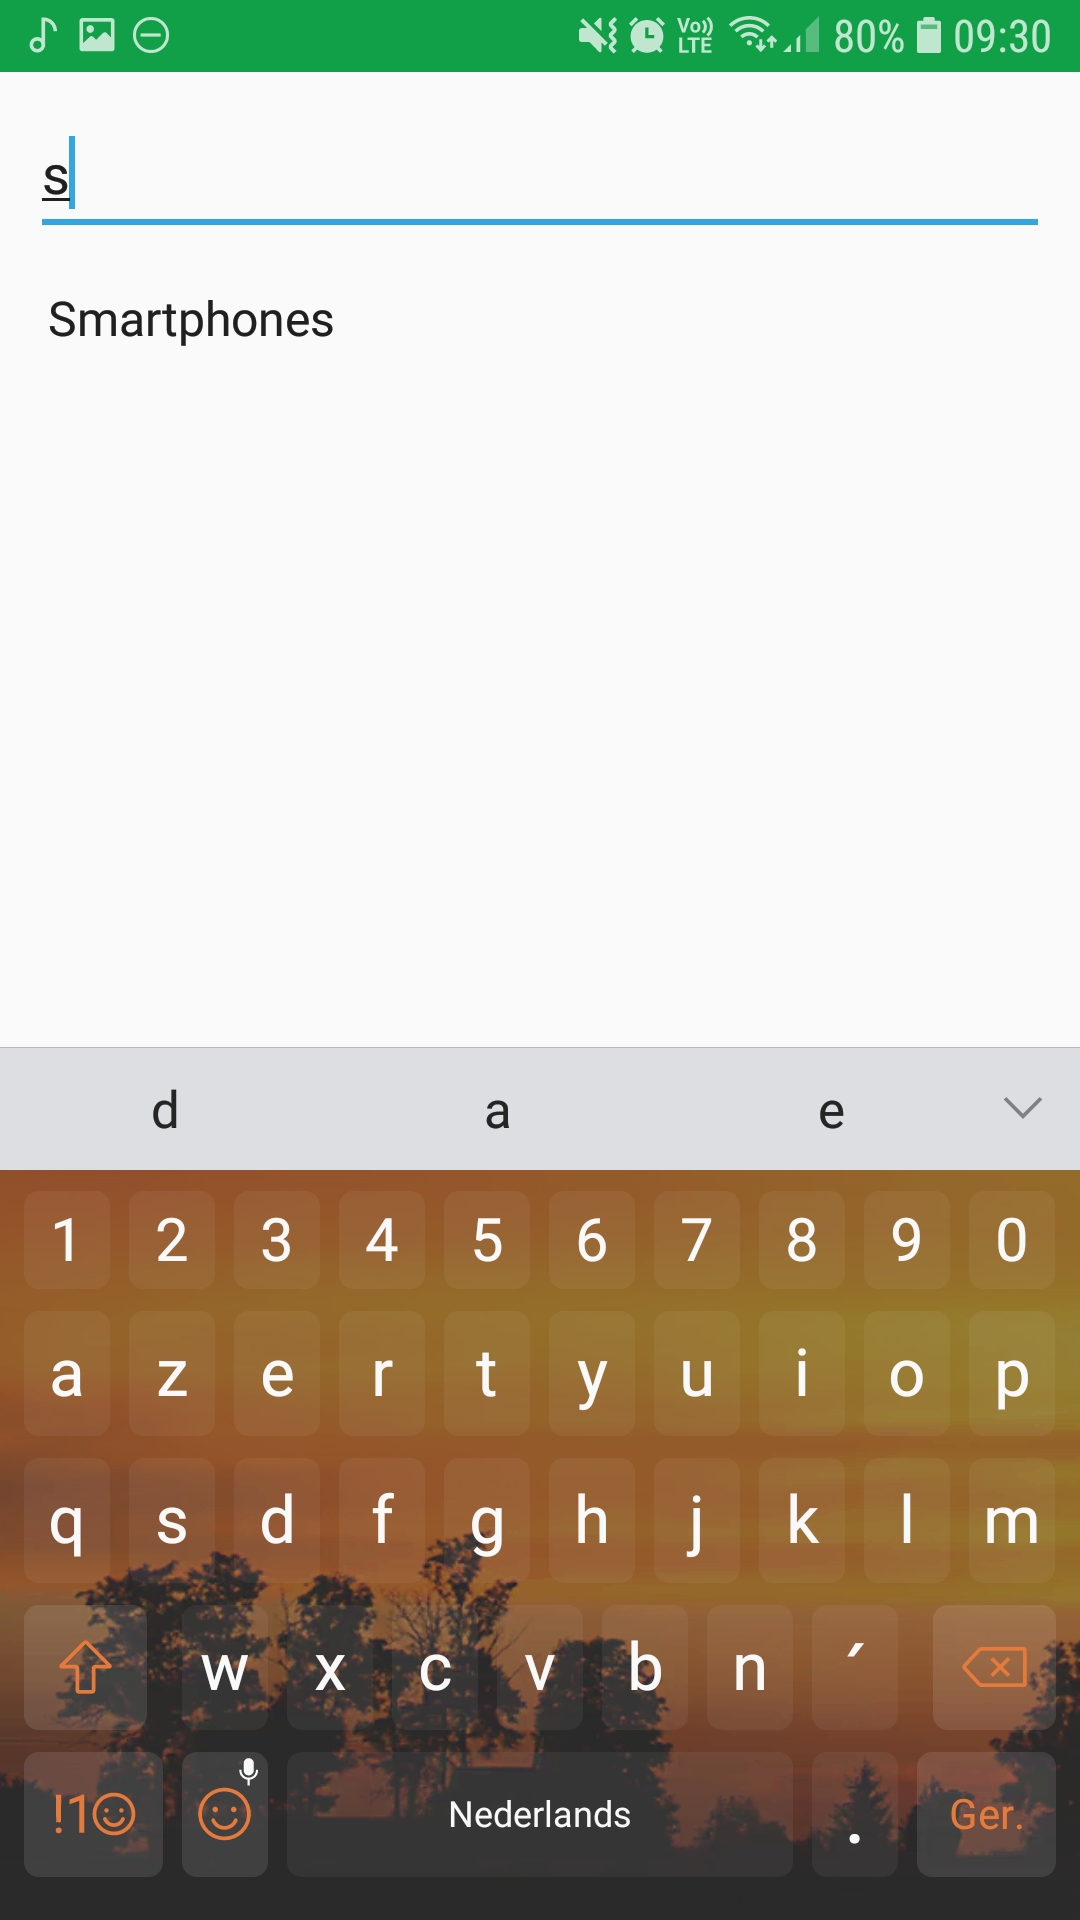 Vo)) LTE 80% 09:30
s
Smartphones
d a e
1 2 3 4 5 6 7 8 9 0
a z e r t y u i o p
q s d f g h j k l m
w x c v b n ´
!1☺ Nederlands . Ger.